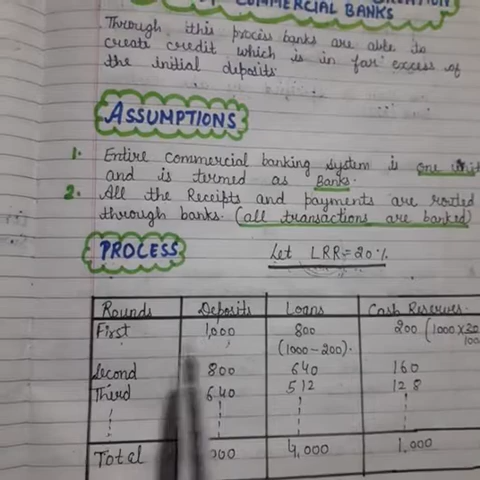 COMMERCIAL BANKS
Through this process banks are able to
create credit which is in far excess of
the initial deposits
ASSUMPTIONS
1. Entire commercial banking system is one unit
and is termed as Banks.
2. All the Receipts and payments are routed
through banks. (all transactions are banked)
PROCESS
Let LRR=20%
Rounds Deposits Loans Cash Reserves
First 1,000 800 200 (1000×20
(1000-200). 100
Second 800 640 160
Third 640 512 128
Total 000 4,000 1,000